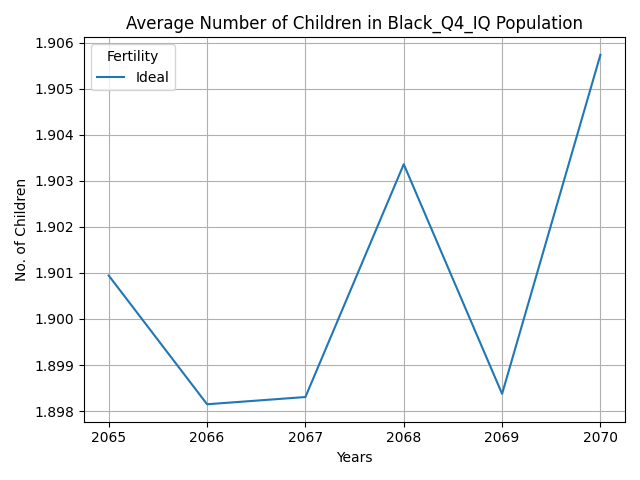 Average Number of Children in Black_Q4_IQ Population
1.906
1.905
1.904
1.903
1.902
1.901
1.900
1.899
1.898
No. of Children
Fertility
Ideal
2065 2066 2067 2068 2069 2070
Years